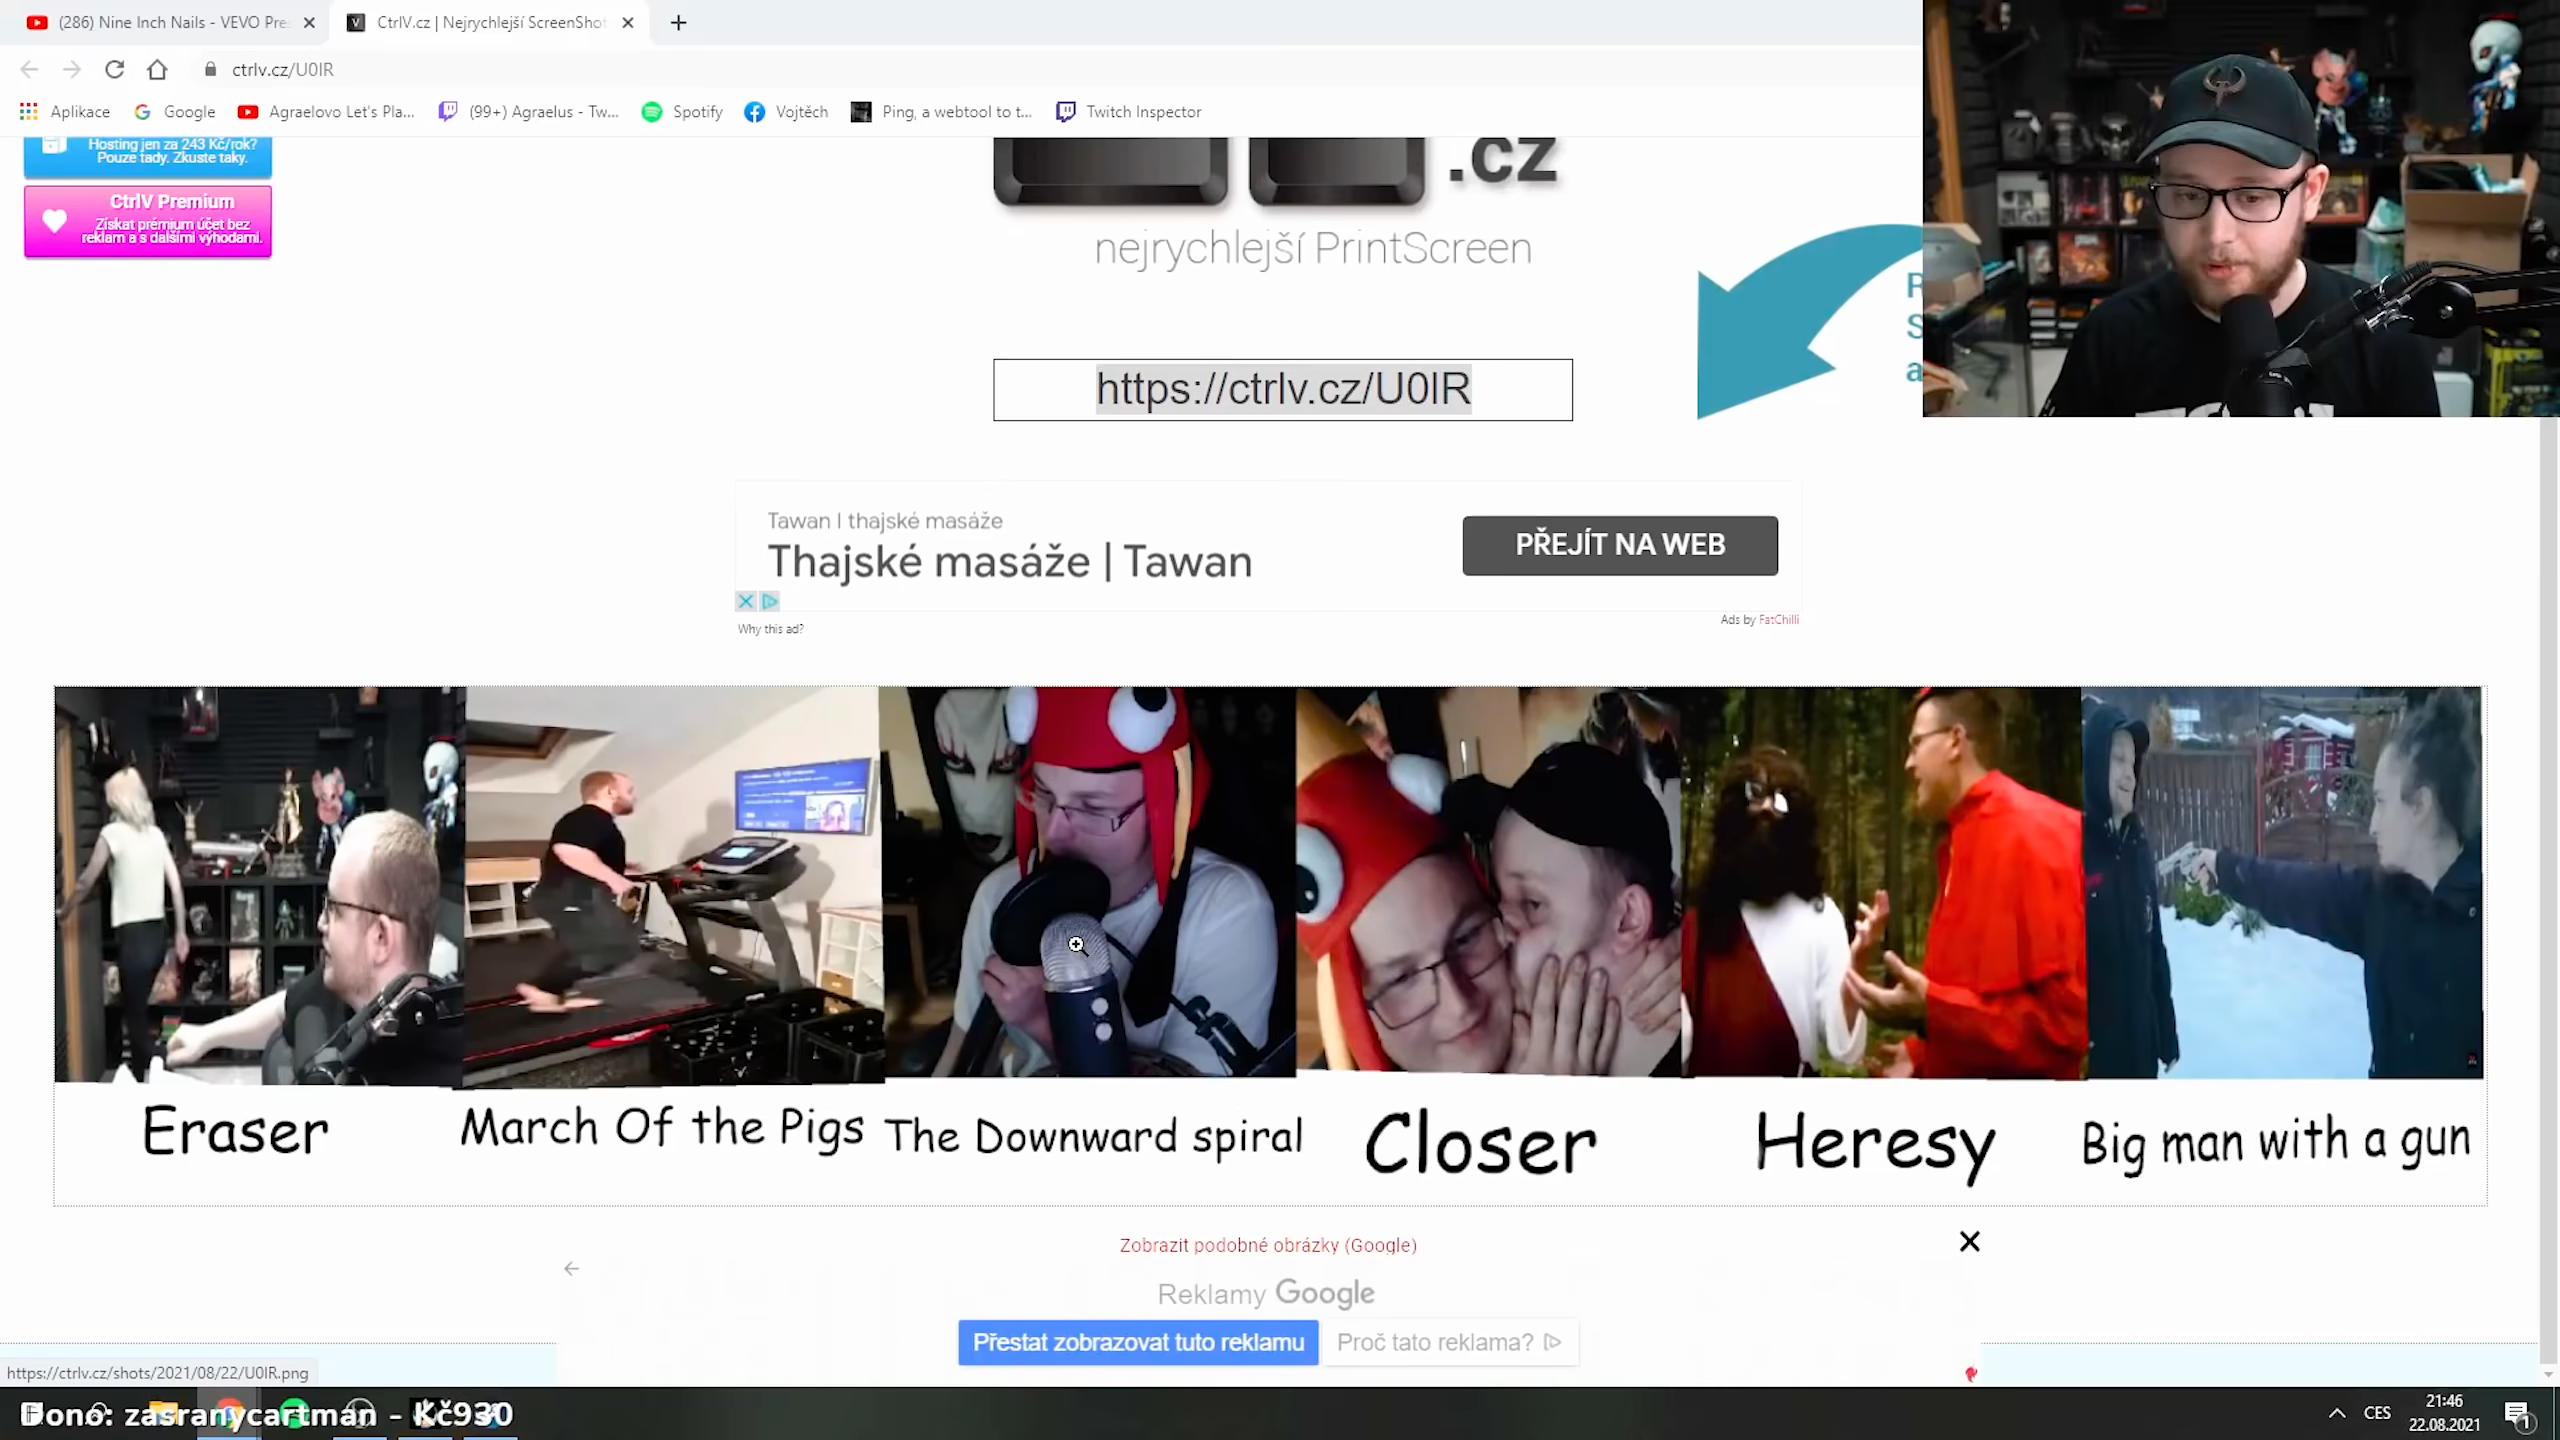 (286) Nine Inch Nails - VEVO Pre
CtrlV.cz | Nejrychlejší ScreenShot
ctrlv.cz/U0lR
Aplikace
Google
Agraelovo Let's Pla...
(99+) Agraelus - Tw...
Spotify
Vojtěch
Ping, a webtool to t...
Twitch Inspector
Hosting jen za 243 Kč/rok?
Pouze tady. Zkuste taky.
CtrlV Premium
Získat prémium účet bez
reklam a s dalšími výhodami.
.cz
nejrychlejší PrintScreen
https://ctrlv.cz/U0lR
Tawan I thajské masáže
Thajské masáže | Tawan
PŘEJÍT NA WEB
Why this ad?
Ads by FatChilli
Eraser
March Of the Pigs
The Downward spiral
Closer
Heresy
Big man with a gun
Zobrazit podobné obrázky (Google)
Reklamy Google
Přestat zobrazovat tuto reklamu
Proč tato reklama?
https://ctrlv.cz/shots/2021/08/22/U0lR.png
Dono: zasranycartman - Kč930
CES
21:46
22.08.2021
1